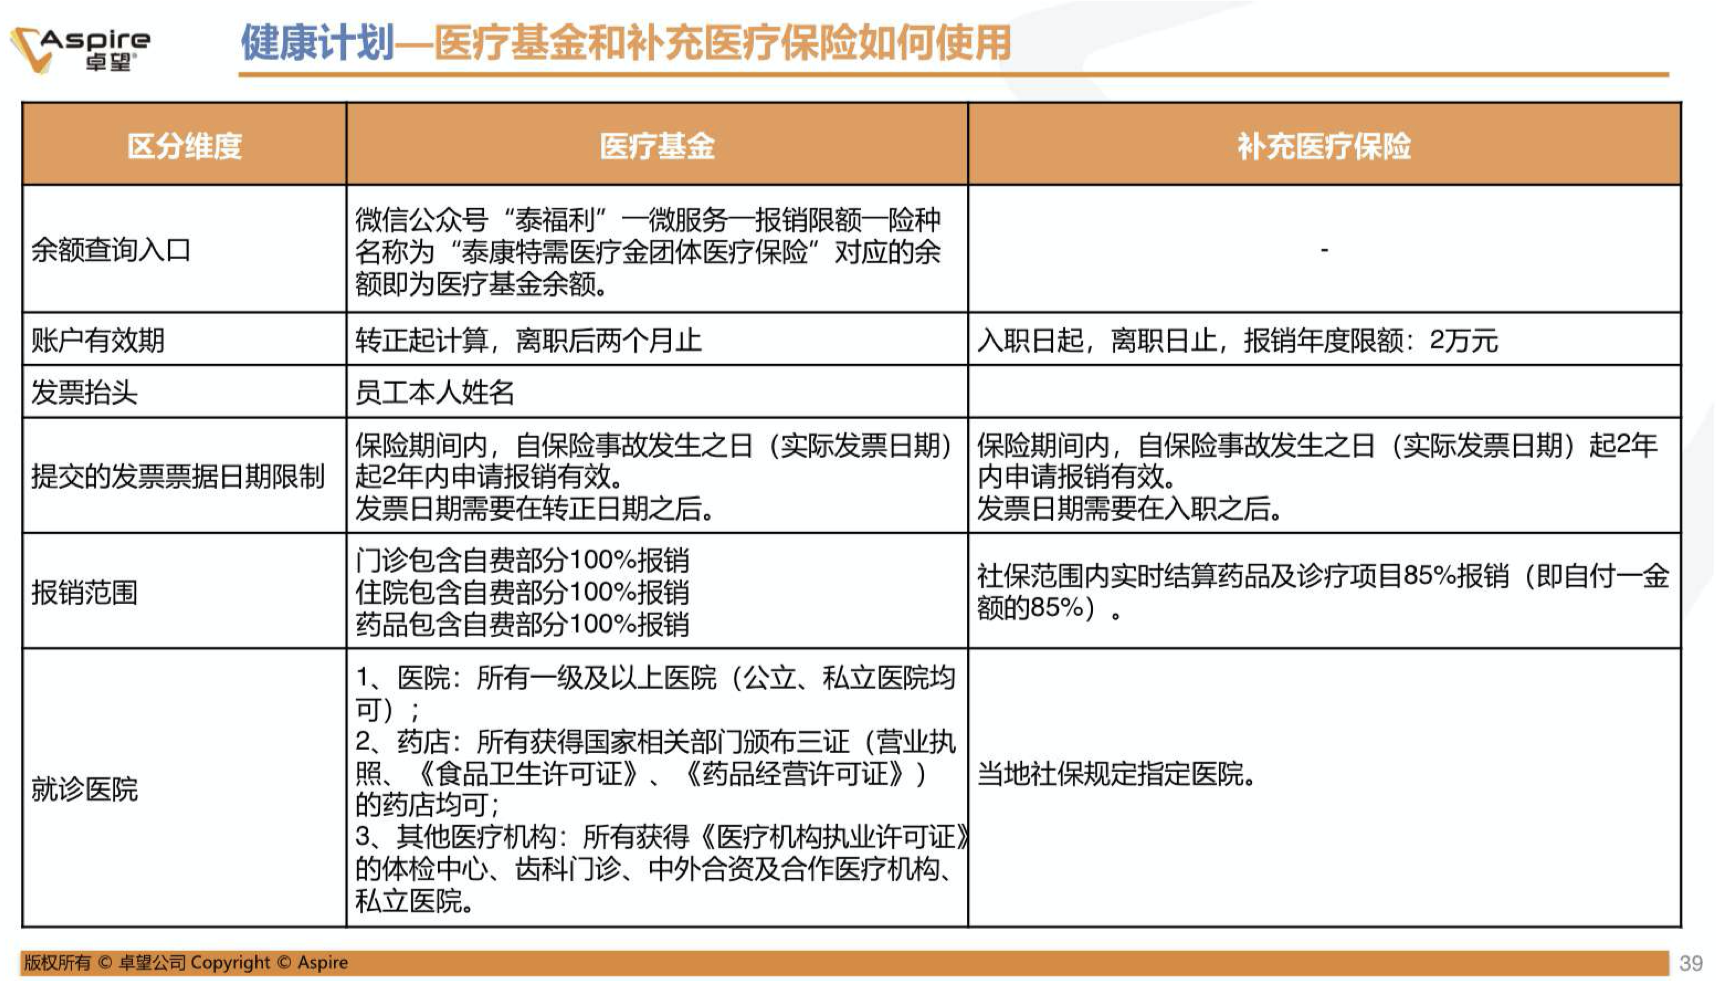 Aspire
卓望
健康计划—医疗基金和补充医疗保险如何使用
区分维度
医疗基金
补充医疗保险
余额查询入口
微信公众号“泰福利”—微服务—报销限额—险种
名称为“泰康特需医疗金团体医疗保险”对应的余
额即为医疗基金余额。
-
账户有效期
转正起计算，离职后两个月止
入职日起，离职日止，报销年度限额：2万元
发票抬头
员工本人姓名
提交的发票票据日期限制
保险期间内，自保险事故发生之日（实际发票日期）
起2年内申请报销有效。
发票日期需要在转正日期之后。
保险期间内，自保险事故发生之日（实际发票日期）起2年
内申请报销有效。
发票日期需要在入职之后。
报销范围
门诊包含自费部分100%报销
住院包含自费部分100%报销
药品包含自费部分100%报销
社保范围内实时结算药品及诊疗项目85%报销（即自付一金
额的85%）。
就诊医院
1、医院：所有一级及以上医院（公立、私立医院均
可）；
2、药店：所有获得国家相关部门颁布三证（营业执
照、《食品卫生许可证》、《药品经营许可证》）
的药店均可；
3、其他医疗机构：所有获得《医疗机构执业许可证》
的体检中心、齿科门诊、中外合资及合作医疗机构、
私立医院。
当地社保规定指定医院。
版权所有 © 卓望公司 Copyright © Aspire
39